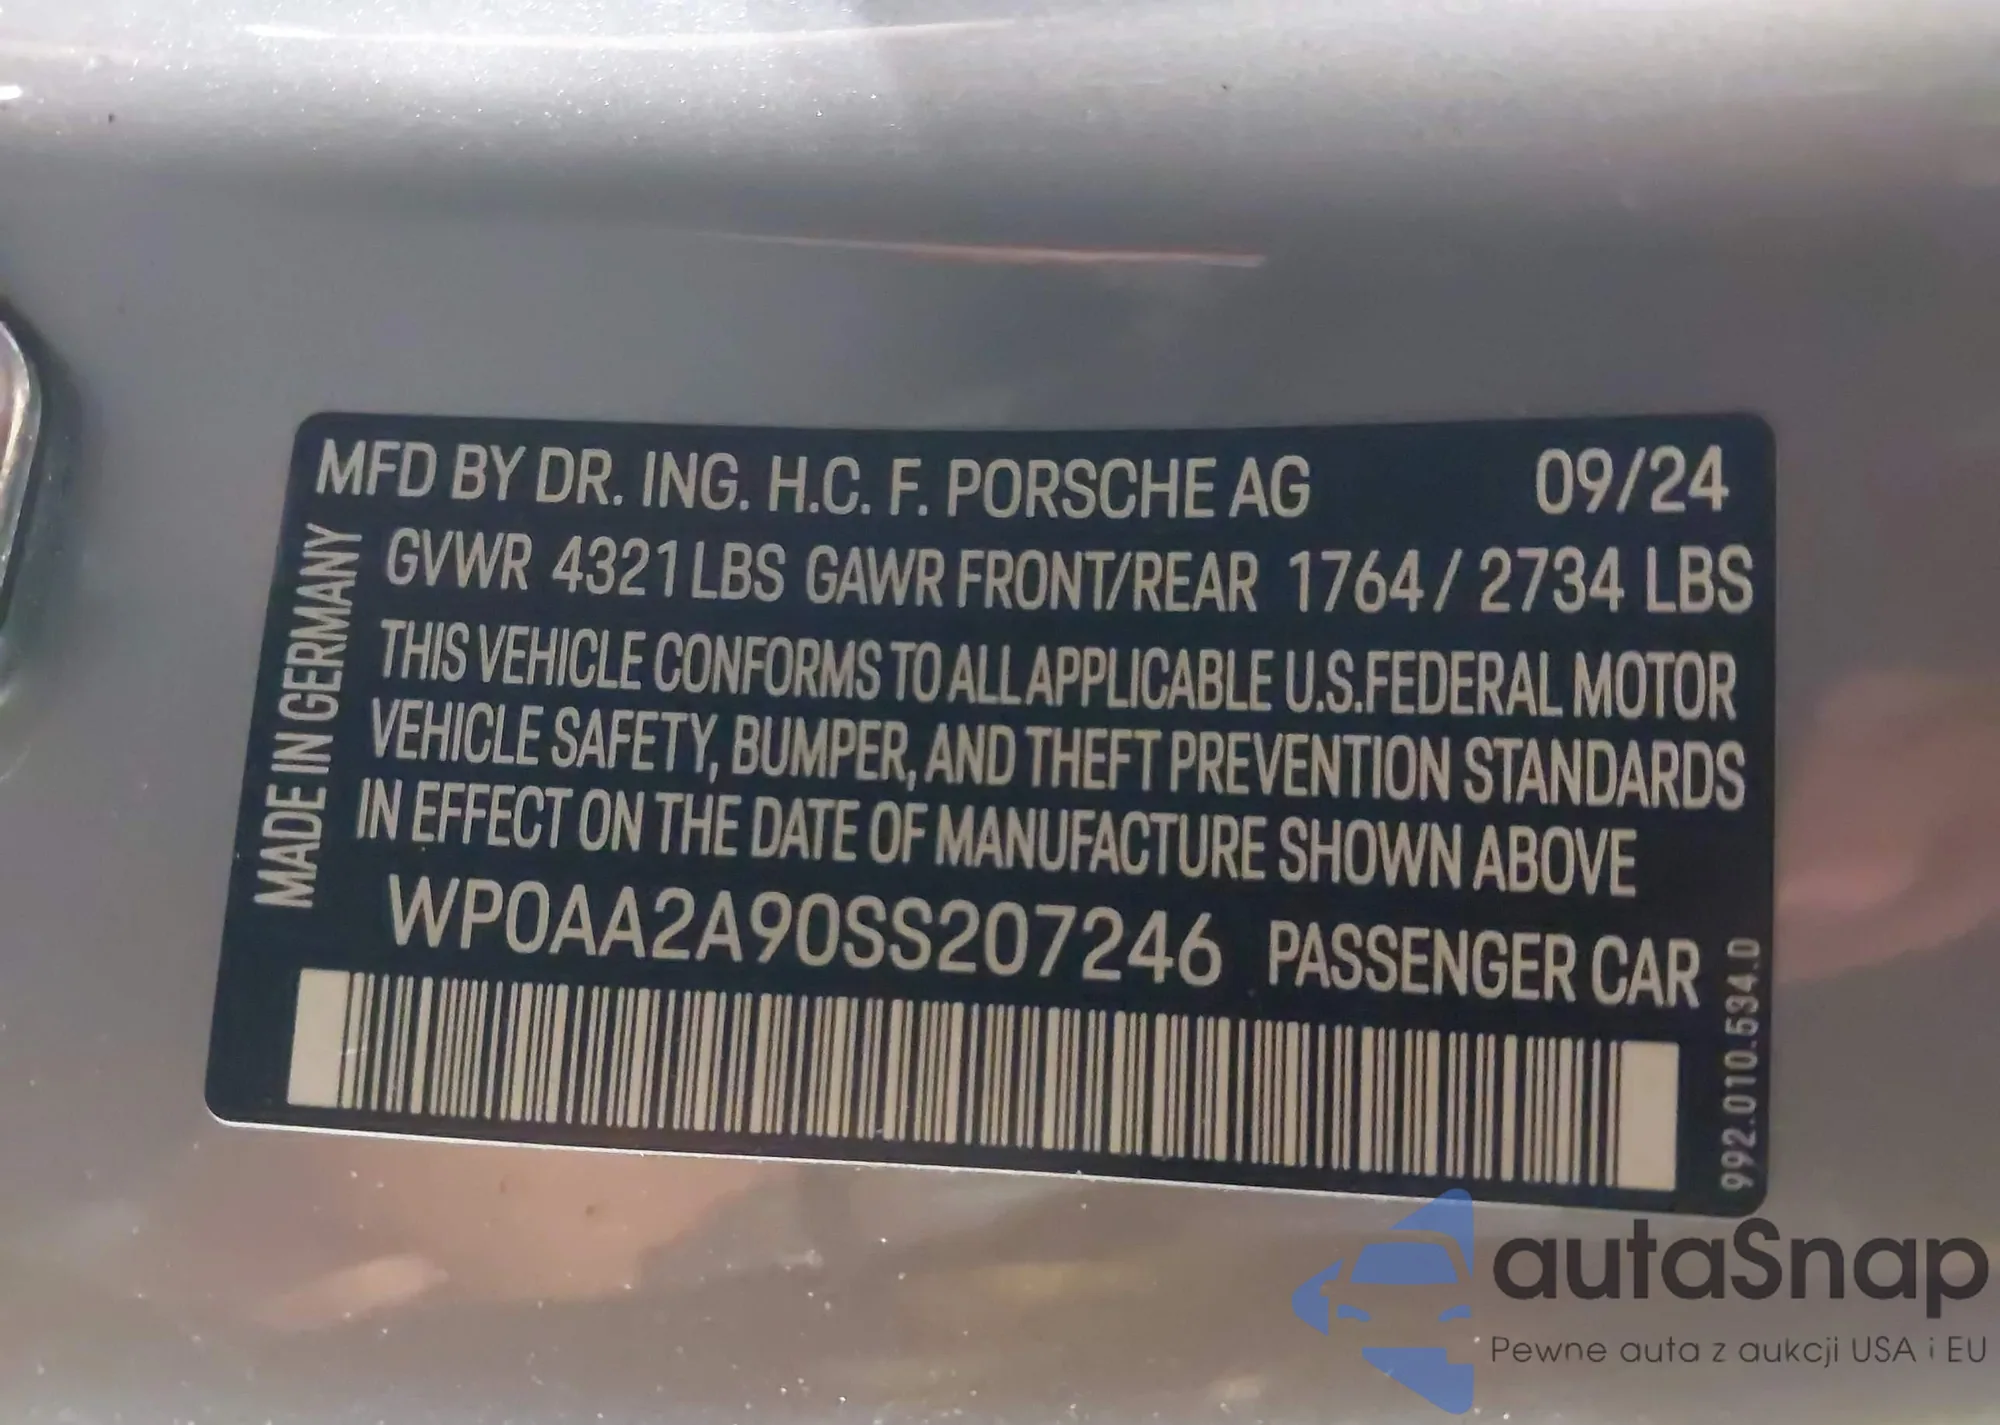 MFD BY DR. ING. H.C. F. PORSCHE AG 09/24
GVWR 4321 LBS GAWR FRONT/REAR 1764 / 2734 LBS
THIS VEHICLE CONFORMS TO ALL APPLICABLE U.S.FEDERAL MOTOR
VEHICLE SAFETY, BUMPER, AND THEFT PREVENTION STANDARDS
IN EFFECT ON THE DATE OF MANUFACTURE SHOWN ABOVE
WP0AA2A90SS207246 PASSENGER CAR
MADE IN GERMANY
992.010.534.0
autaSnap
Pewne auta z aukcji USA i EU